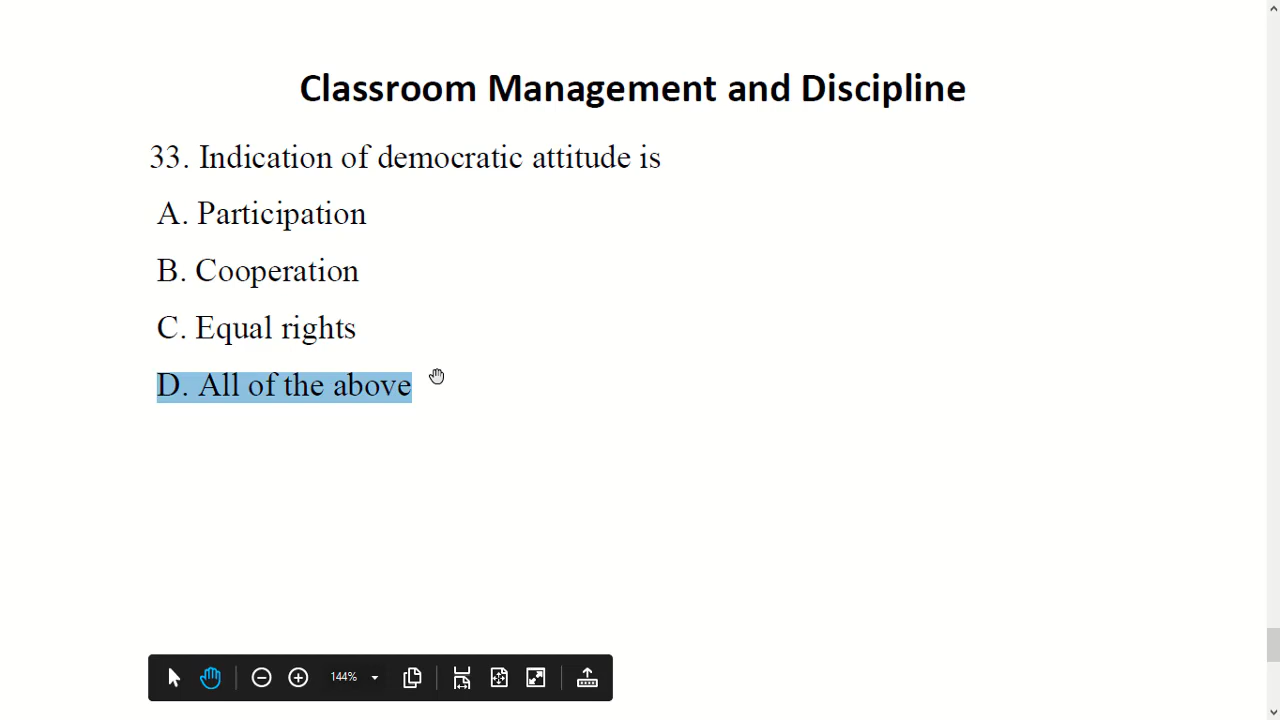 Classroom Management and Discipline
33. Indication of democratic attitude is
A. Participation
B. Cooperation
C. Equal rights
D. All of the above
144%